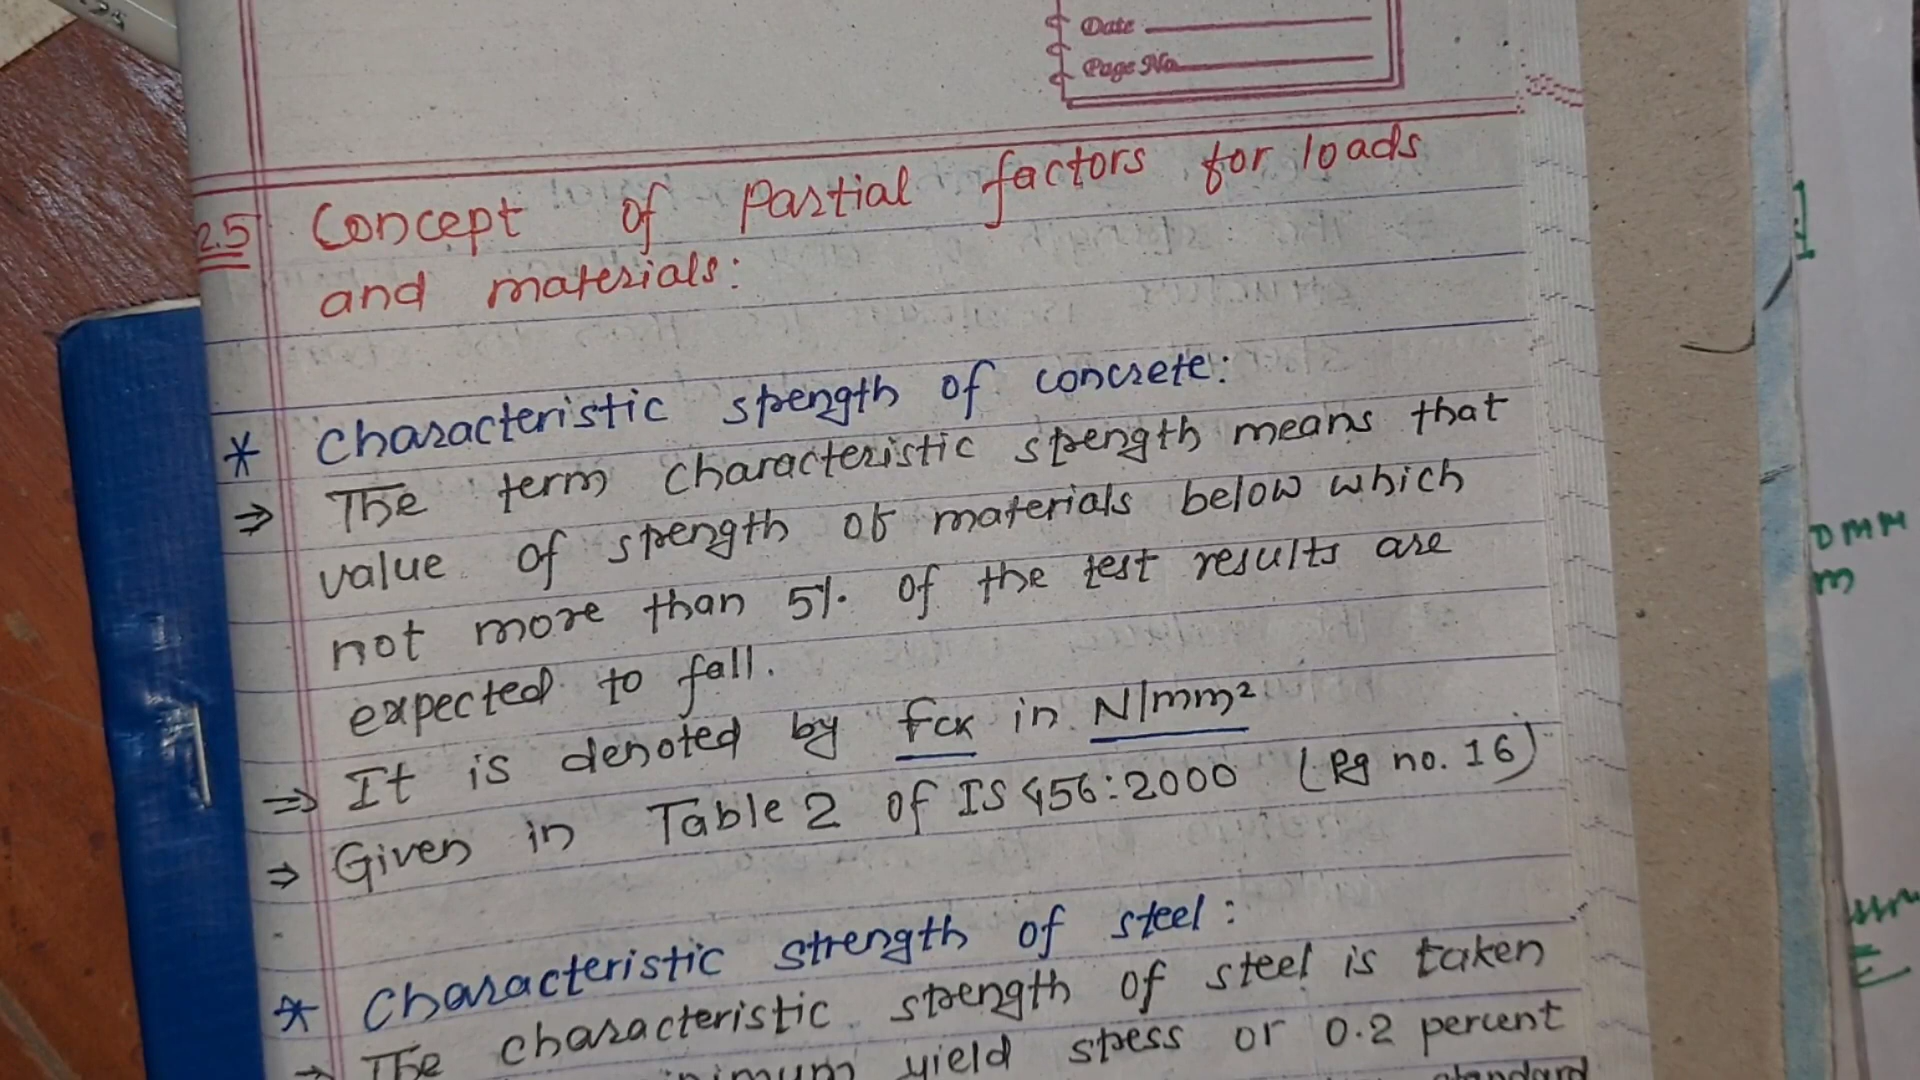 Date
Page No.
2.5 Concept of Partial factors for loads
and materials:
* Characteristic strength of concrete:
⇒ The term characteristic strength means that
value of strength of materials below which
not more than 5%. of the test results are
expected to fall.
⇒ It is denoted by fck in N/mm²
⇒ Given in Table 2 of IS 456:2000 (Pg no. 16)
* Characteristic strength of steel:
→ The characteristic strength of steel is taken
yield stress or 0.2 percent
standard